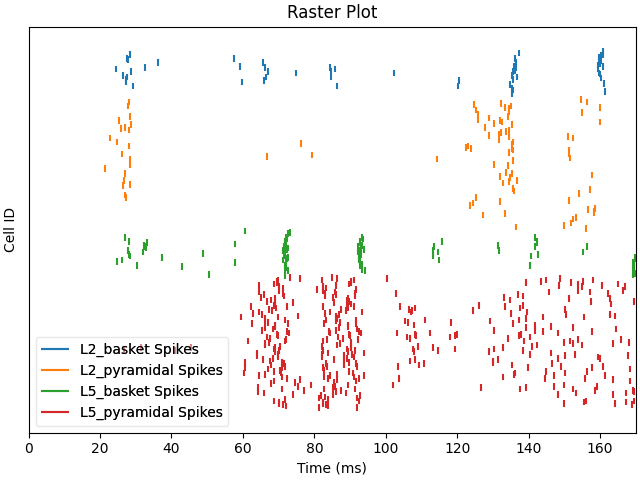 Raster Plot
Cell ID
L2_basket Spikes
L2_pyramidal Spikes
L5_basket Spikes
L5_pyramidal Spikes
0 20 40 60 80 100 120 140 160
Time (ms)